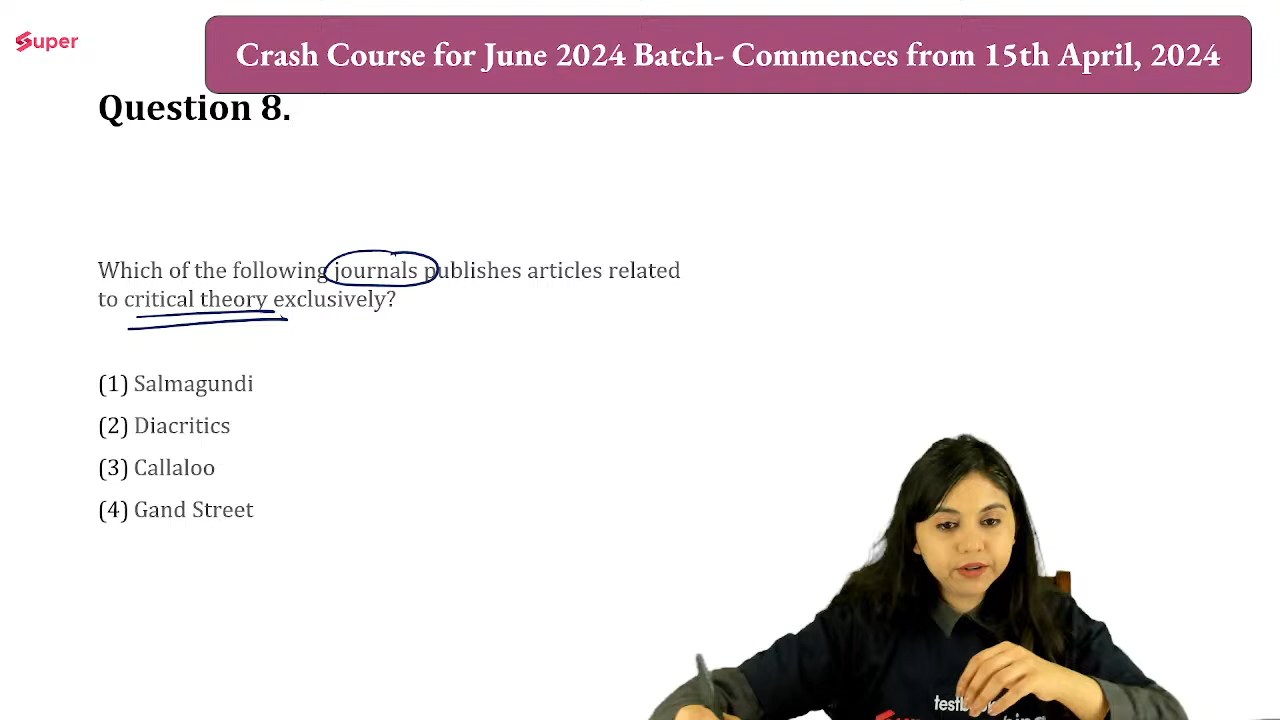 Super
Crash Course for June 2024 Batch- Commences from 15th April, 2024
Question 8.
Which of the following journals publishes articles related
to critical theory exclusively?
(1) Salmagundi
(2) Diacritics
(3) Callaloo
(4) Gand Street